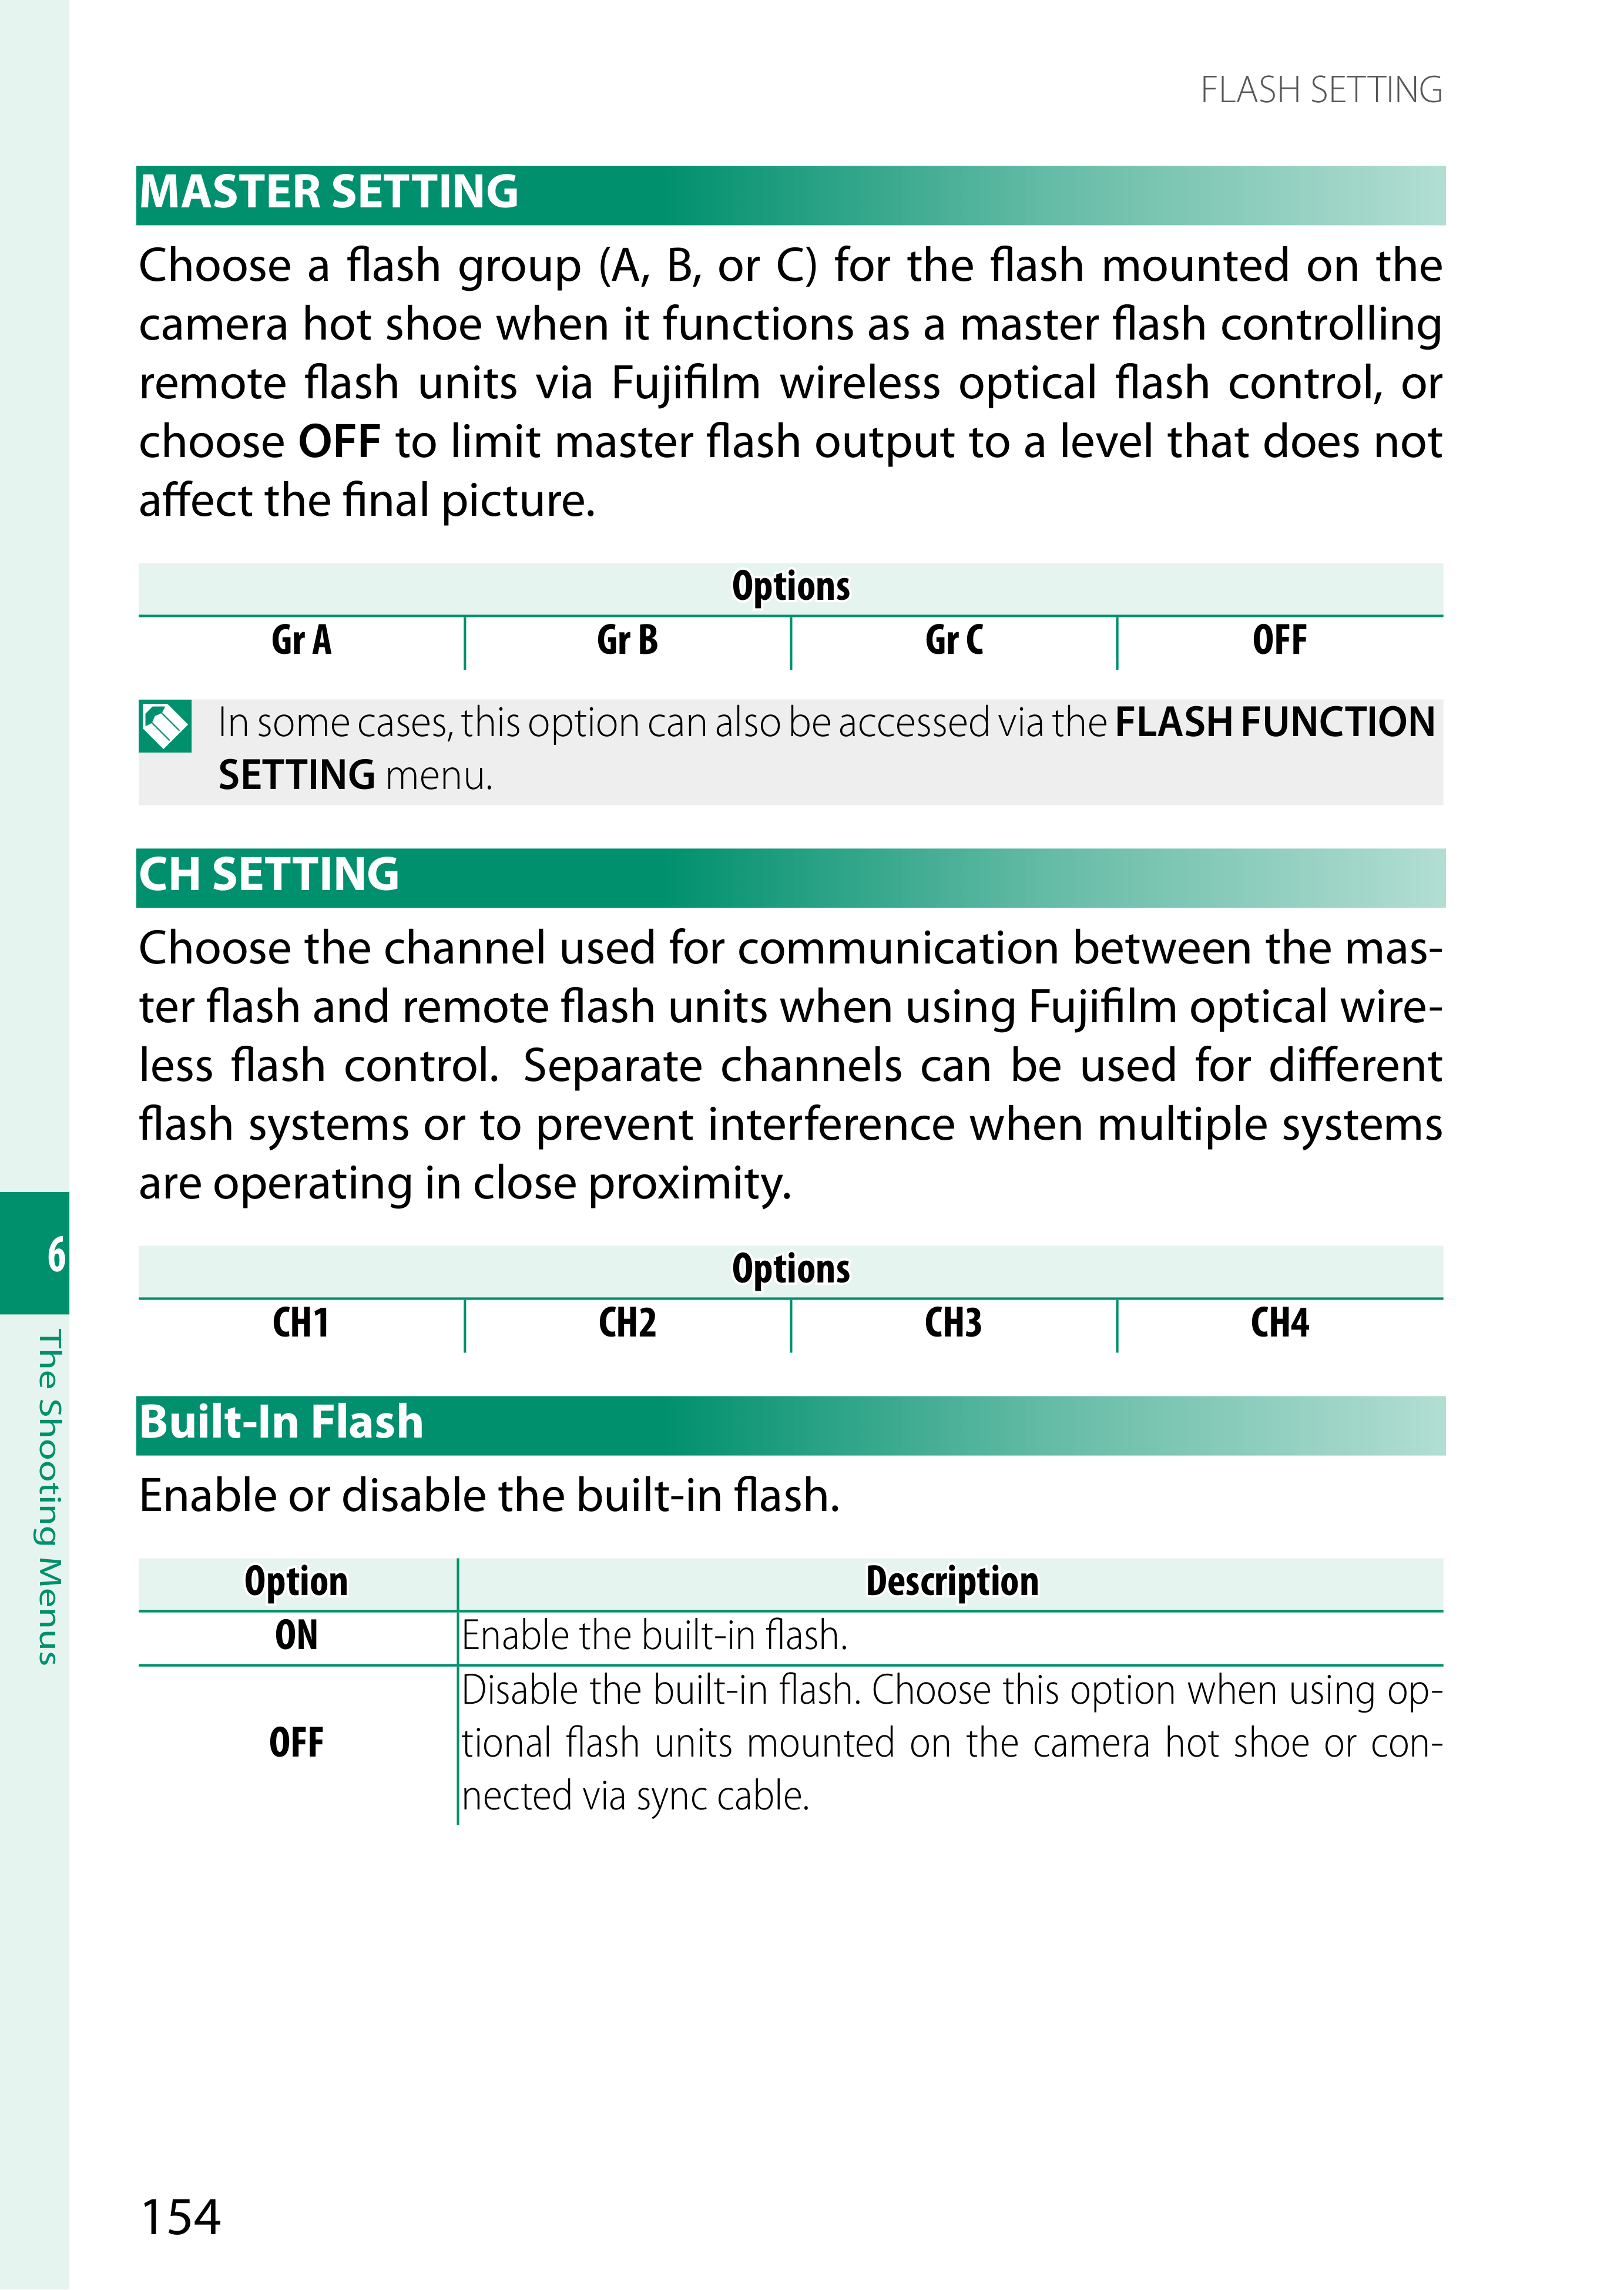 FLASH SETTING
MASTER SETTING
Choose a flash group (A, B, or C) for the flash mounted on the
camera hot shoe when it functions as a master flash controlling
remote flash units via Fujifilm wireless optical flash control, or
choose OFF to limit master flash output to a level that does not
affect the final picture.
Options
Gr A Gr B Gr C OFF
In some cases, this option can also be accessed via the FLASH FUNCTION
SETTING menu.
CH SETTING
Choose the channel used for communication between the mas-
ter flash and remote flash units when using Fujifilm optical wire-
less flash control. Separate channels can be used for different
flash systems or to prevent interference when multiple systems
are operating in close proximity.
Options
CH1 CH2 CH3 CH4
Built-In Flash
Enable or disable the built-in flash.
Option Description
ON Enable the built-in flash.
OFF Disable the built-in flash. Choose this option when using op-
tional flash units mounted on the camera hot shoe or con-
nected via sync cable.
6
The Shooting Menus
154